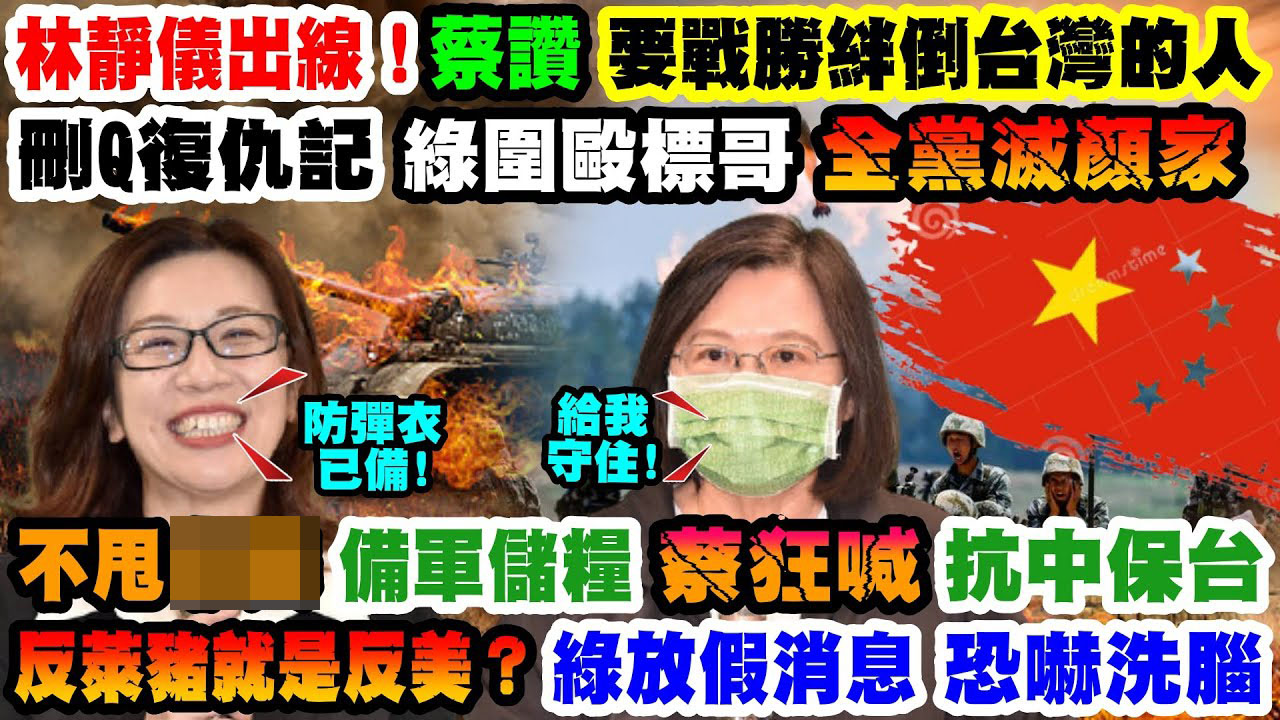 林靜儀出線！蔡讚 要戰勝絆倒台灣的人
刪Q復仇記 綠圍毆標哥 全黨滅顏家
防彈衣
已備!
給我
守住!
dreamstime
不甩 備軍儲糧 蔡狂喊 抗中保台
反萊豬就是反美？綠放假消息 恐嚇洗腦